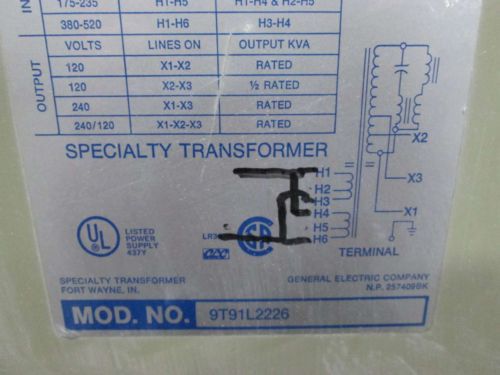 175-235 H1-H5 H1-H4 & H2-H5
380-520 H1-H6 H3-H4
OUTPUT
VOLTS LINES ON OUTPUT KVA
120 X1-X2 RATED
120 X2-X3 ½ RATED
240 X1-X3 RATED
240/120 X1-X2-X3 RATED
SPECIALTY TRANSFORMER
X2
X3
X1
H1
H2
H3
H4
H5
H6
TERMINAL
UL
LISTED
POWER
SUPPLY
437Y
SPECIALTY TRANSFORMER
FORT WAYNE, IN.
GENERAL ELECTRIC COMPANY
N.P. 257409BK
MOD. NO. 9T91L2226